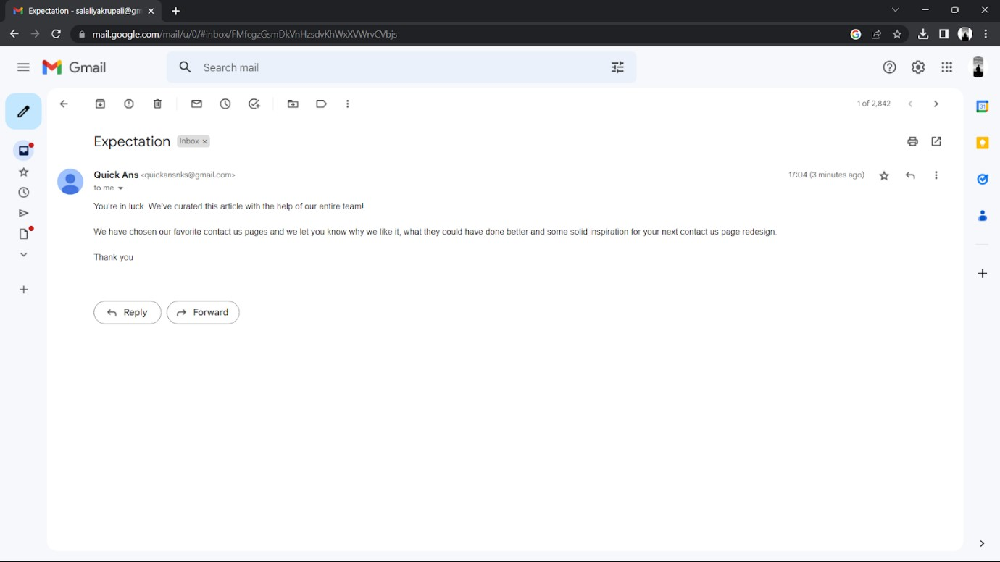 Expectation - salaliyakrupali@gm
mail.google.com/mail/u/0/#inbox/FMfcgzGsmDkVnHzsdvKhWxXVWrvCVbjs
Gmail
Search mail
1 of 2,842
Expectation Inbox ×
Quick Ans <quickansnks@gmail.com>
17:04 (3 minutes ago)
to me
You're in luck. We've curated this article with the help of our entire team!
We have chosen our favorite contact us pages and we let you know why we like it, what they could have done better and some solid inspiration for your next contact us page redesign.
Thank you
Reply
Forward
31